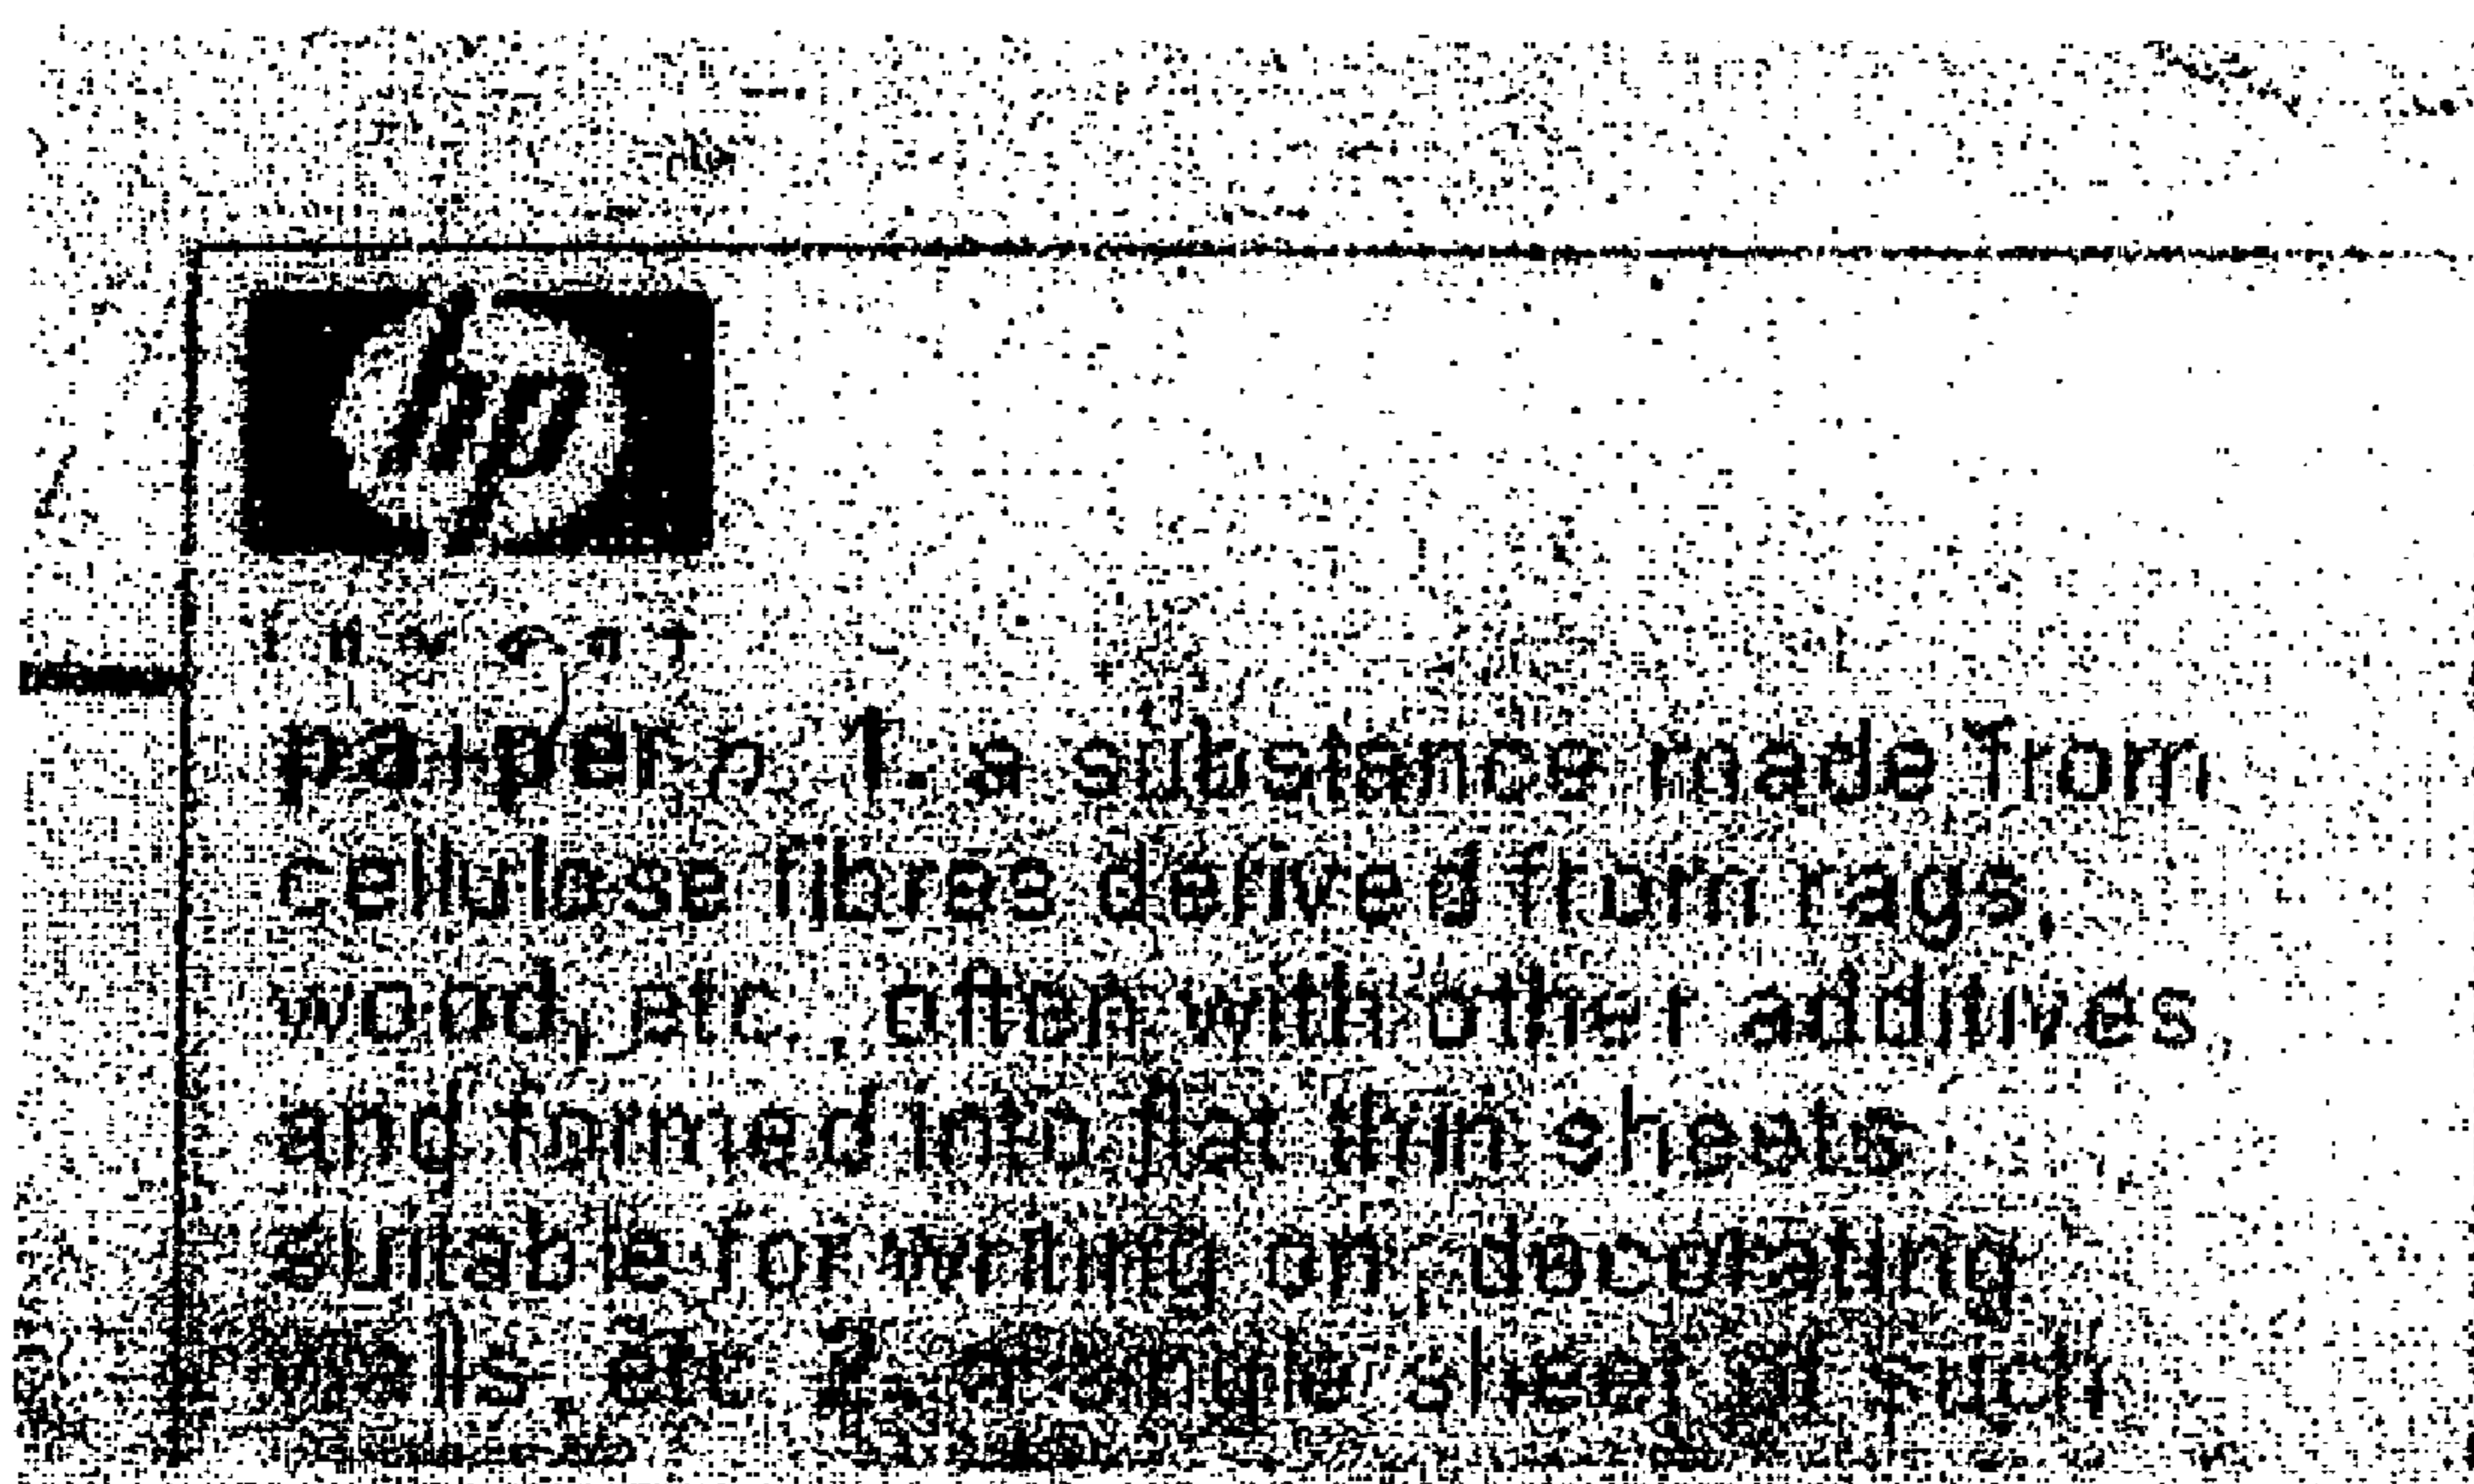 hp
invent
pa·per n 1. a substance made from
cellulose fibres derived from rags,
wood, etc., often with other additives
and formed into flat thin sheets
suitable for writing on, decorating
walls, etc 2. a single sheet of such